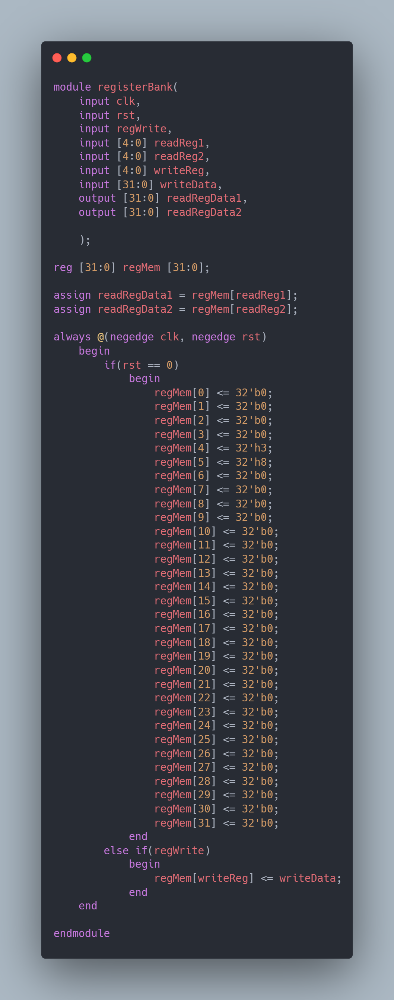 module registerBank(
    input clk,
    input rst,
    input regWrite,
    input [4:0] readReg1,
    input [4:0] readReg2,
    input [4:0] writeReg,
    input [31:0] writeData,
    output [31:0] readRegData1,
    output [31:0] readRegData2

    );

reg [31:0] regMem [31:0];

assign readRegData1 = regMem[readReg1];
assign readRegData2 = regMem[readReg2];

always @(negedge clk, negedge rst)
    begin
        if(rst == 0)
            begin
                regMem[0] <= 32'b0;
                regMem[1] <= 32'b0;
                regMem[2] <= 32'b0;
                regMem[3] <= 32'b0;
                regMem[4] <= 32'h3;
                regMem[5] <= 32'h8;
                regMem[6] <= 32'b0;
                regMem[7] <= 32'b0;
                regMem[8] <= 32'b0;
                regMem[9] <= 32'b0;
                regMem[10] <= 32'b0;
                regMem[11] <= 32'b0;
                regMem[12] <= 32'b0;
                regMem[13] <= 32'b0;
                regMem[14] <= 32'b0;
                regMem[15] <= 32'b0;
                regMem[16] <= 32'b0;
                regMem[17] <= 32'b0;
                regMem[18] <= 32'b0;
                regMem[19] <= 32'b0;
                regMem[20] <= 32'b0;
                regMem[21] <= 32'b0;
                regMem[22] <= 32'b0;
                regMem[23] <= 32'b0;
                regMem[24] <= 32'b0;
                regMem[25] <= 32'b0;
                regMem[26] <= 32'b0;
                regMem[27] <= 32'b0;
                regMem[28] <= 32'b0;
                regMem[29] <= 32'b0;
                regMem[30] <= 32'b0;
                regMem[31] <= 32'b0;
            end
        else if(regWrite)
            begin
                regMem[writeReg] <= writeData;
            end
    end

endmodule